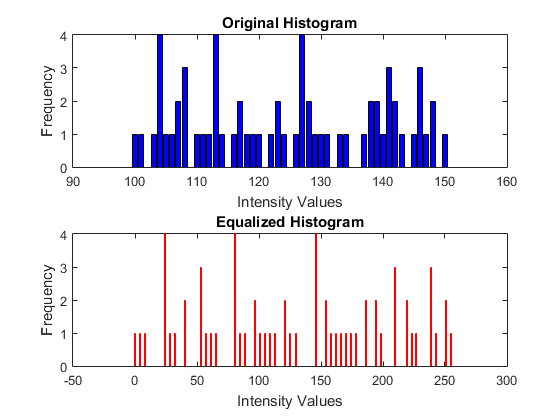 Original Histogram
4
3
2
1
0
Frequency
90 100 110 120 130 140 150 160
Intensity Values
Equalized Histogram
4
3
2
1
0
Frequency
-50 0 50 100 150 200 250 300
Intensity Values